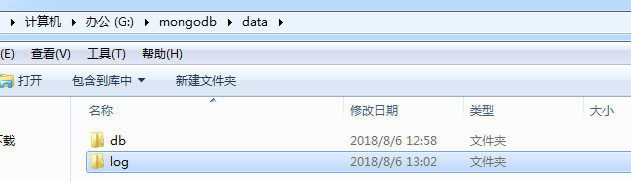 计算机 办公 (G:) mongodb data
(E) 查看(V) 工具(T) 帮助(H)
打开 包含到库中 新建文件夹
名称 修改日期 类型 大小
db 2018/8/6 12:58 文件夹
下载
log 2018/8/6 13:02 文件夹